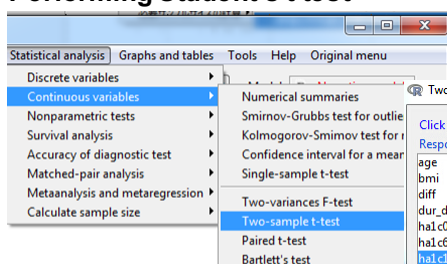 Performing Student's t-test
Statistical analysis Graphs and tables Tools Help Original menu
Discrete variables
Continuous variables
Nonparametric tests
Survival analysis
Accuracy of diagnostic test
Matched-pair analysis
Metaanalysis and metaregression
Calculate sample size
Numerical summaries
Smirnov-Grubbs test for outlie
Kolmogorov-Smirnov test for
Confidence interval for a mear
Single-sample t-test
Two-variances F-test
Two-sample t-test
Paired t-test
Bartlett's test
Two
Click
Respo
age
bmi
diff
dur_d
ha1c0
ha1c6
ha1c1